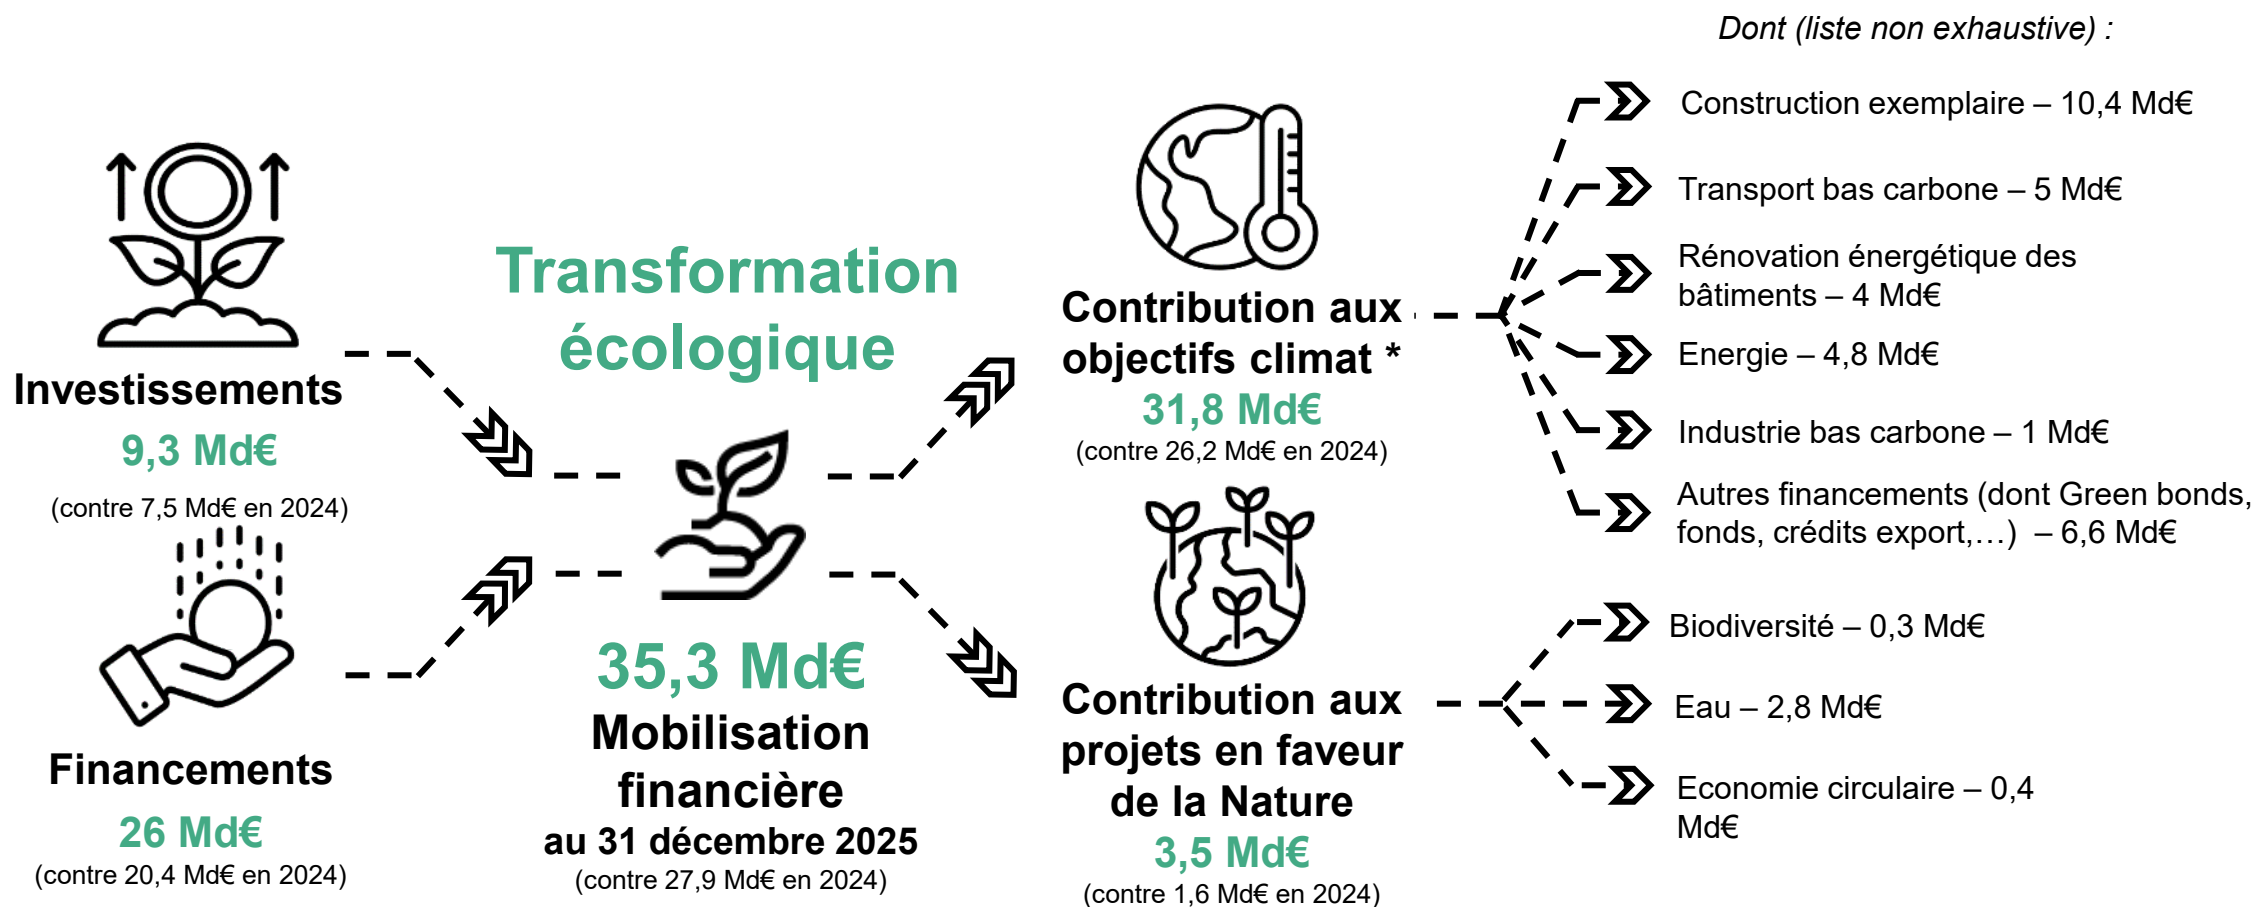 Dont (liste non exhaustive) :
Transformation
écologique
Investissements
9,3 Md€
(contre 7,5 Md€ en 2024)
Financements
26 Md€
(contre 20,4 Md€ en 2024)
35,3 Md€
Mobilisation
financière
au 31 décembre 2025
(contre 27,9 Md€ en 2024)
Contribution aux
objectifs climat *
31,8 Md€
(contre 26,2 Md€ en 2024)
Construction exemplaire – 10,4 Md€
Transport bas carbone – 5 Md€
Rénovation énergétique des
bâtiments – 4 Md€
Energie – 4,8 Md€
Industrie bas carbone – 1 Md€
Autres financements (dont Green bonds,
fonds, crédits export,…) – 6,6 Md€
Contribution aux
projets en faveur
de la Nature
3,5 Md€
(contre 1,6 Md€ en 2024)
Biodiversité – 0,3 Md€
Eau – 2,8 Md€
Economie circulaire – 0,4
Md€